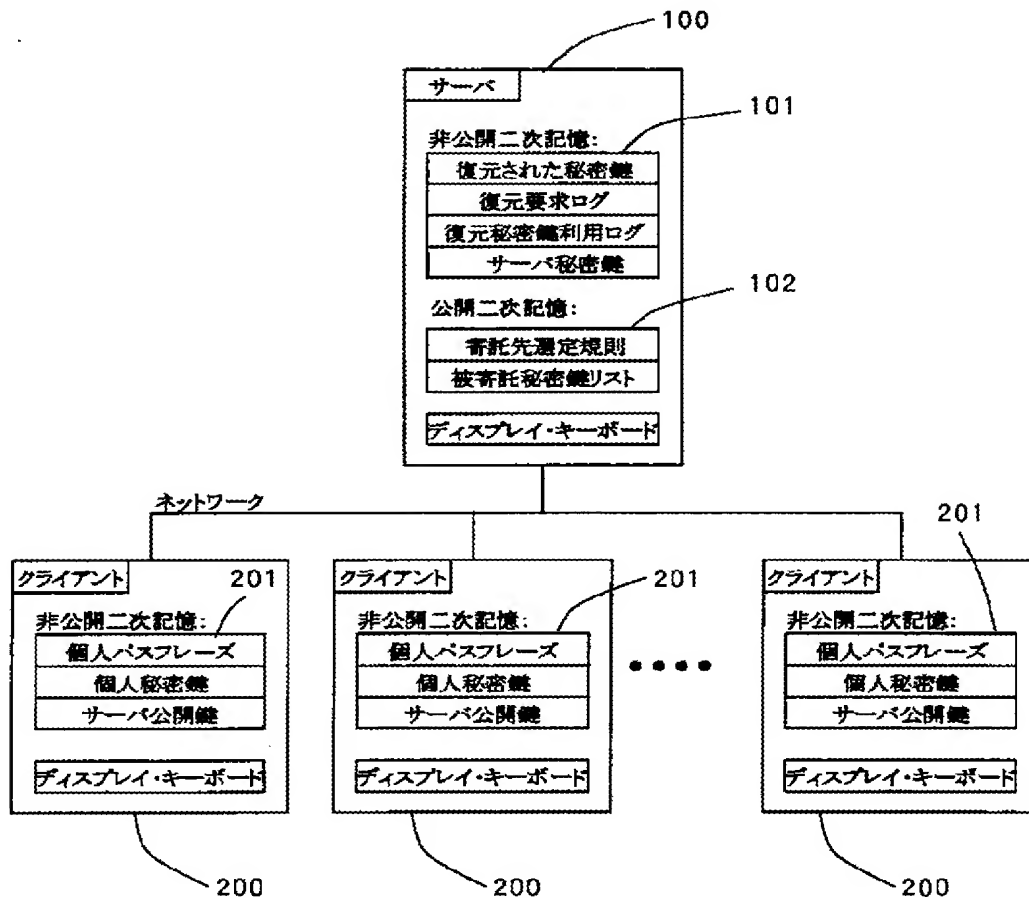 100
サーバ
101
非公開二次記憶:
復元された秘密鍵
復元要求ログ
復元秘密鍵利用ログ
サーバ秘密鍵
102
公開二次記憶:
寄託先選定規則
被寄託秘密鍵リスト
ディスプレイ・キーボード
ネットワーク
クライアント
201
非公開二次記憶:
個人パスフレーズ
個人秘密鍵
サーバ公開鍵
ディスプレイ・キーボード
200
クライアント
201
非公開二次記憶:
個人パスフレーズ
個人秘密鍵
サーバ公開鍵
ディスプレイ・キーボード
200
クライアント
201
非公開二次記憶:
個人パスフレーズ
個人秘密鍵
サーバ公開鍵
ディスプレイ・キーボード
200